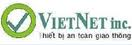 VIETNET inc.
Thiết bị an toàn giao thông